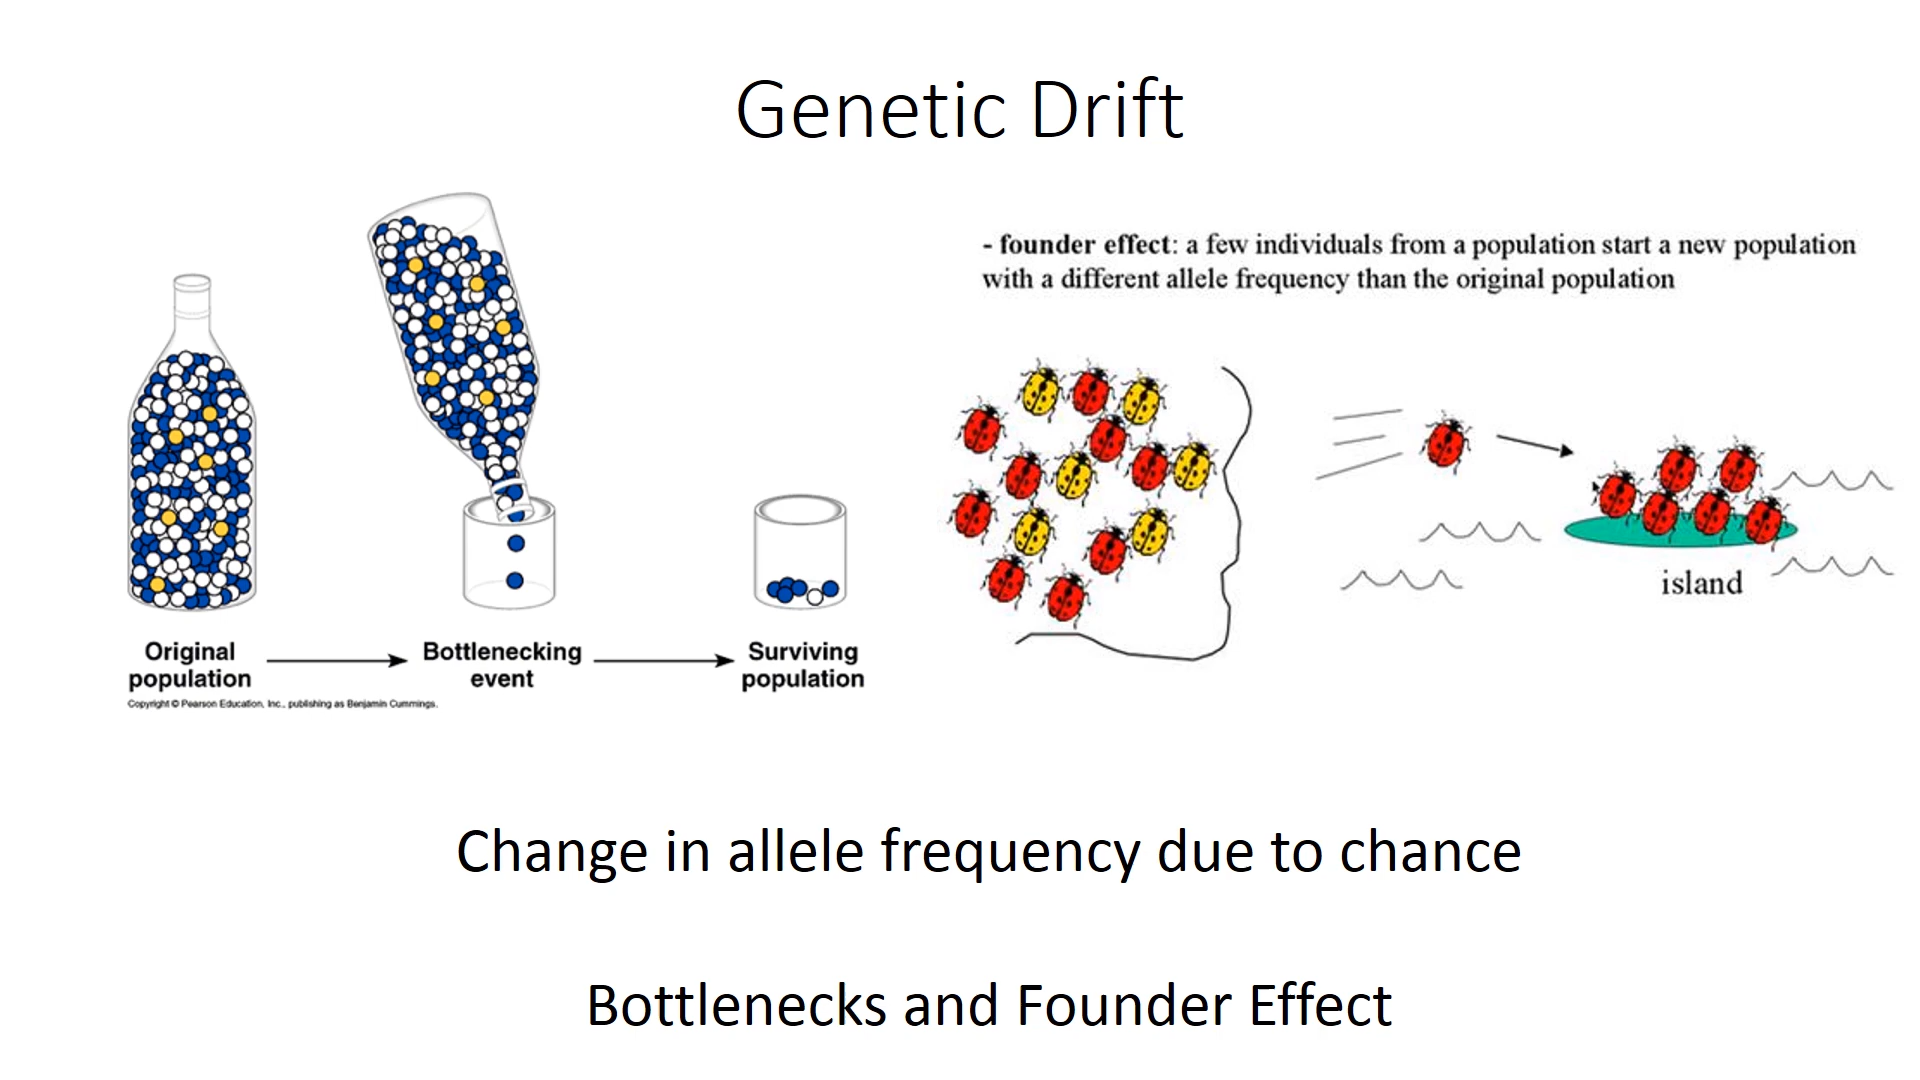 Genetic Drift
- founder effect: a few individuals from a population start a new population
with a different allele frequency than the original population
island
Original
population
Bottlenecking
event
Surviving
population
Copyright © Pearson Education, Inc., publishing as Benjamin Cummings.
Change in allele frequency due to chance
Bottlenecks and Founder Effect